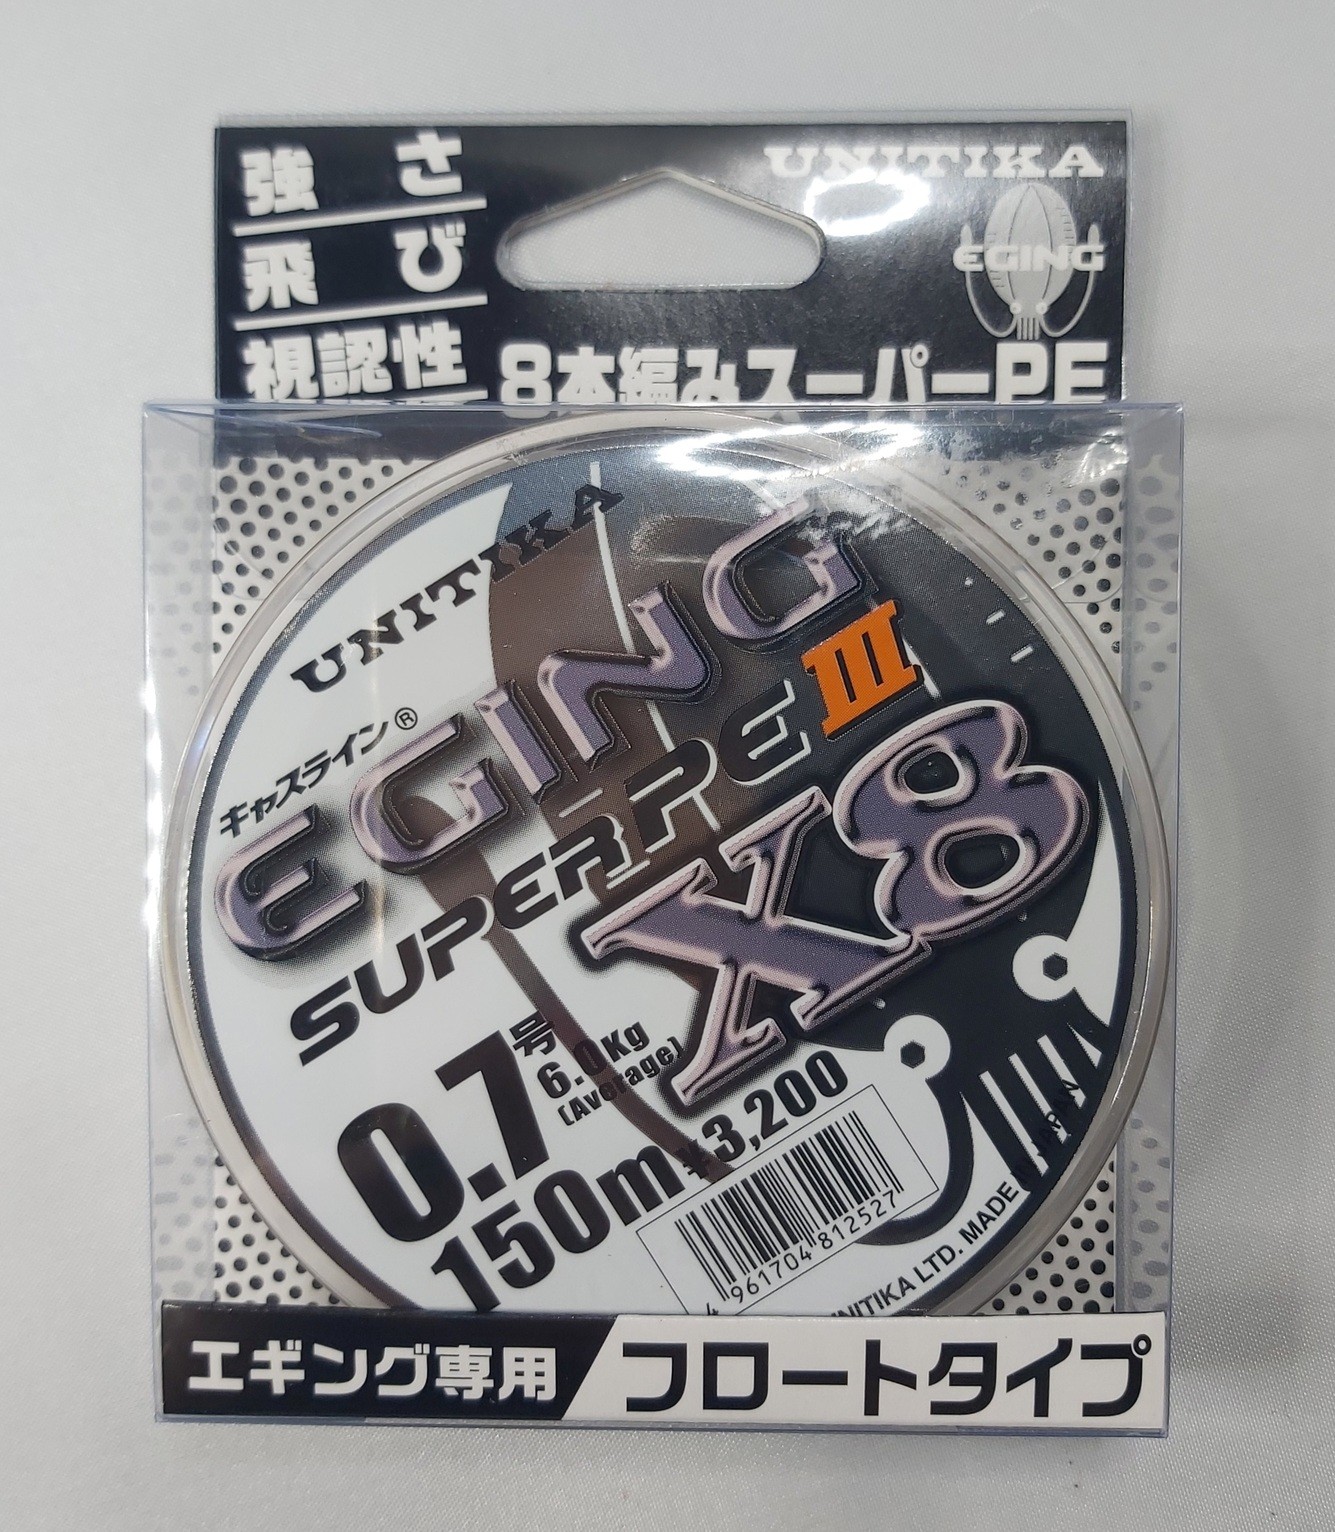 強さ
飛び
視認性
UNITIKA
EGING
8本編みスーパーPE
UNITIKA
キャスライン®
EGING
SUPER PE III
X8
0.7号
6.0Kg
(Average)
150m ¥3,200
4 961704 812527
UNITIKA LTD. MADE IN JAPAN
エギング専用
フロートタイプ